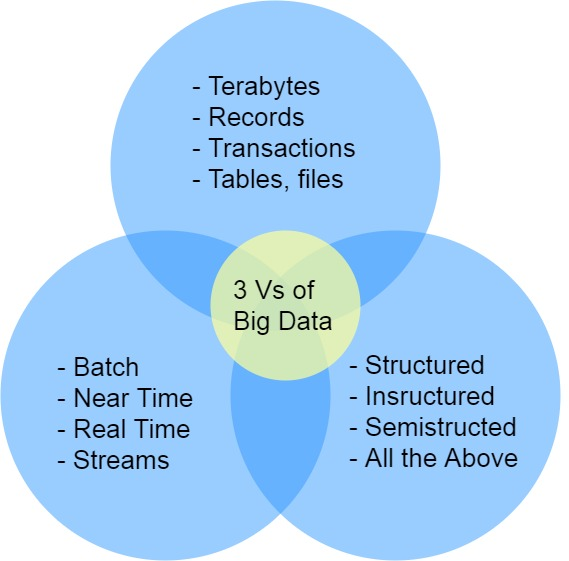 - Terabytes
- Records
- Transactions
- Tables, files
3 Vs of
Big Data
- Batch
- Near Time
- Real Time
- Streams
- Structured
- Insructured
- Semistructed
- All the Above